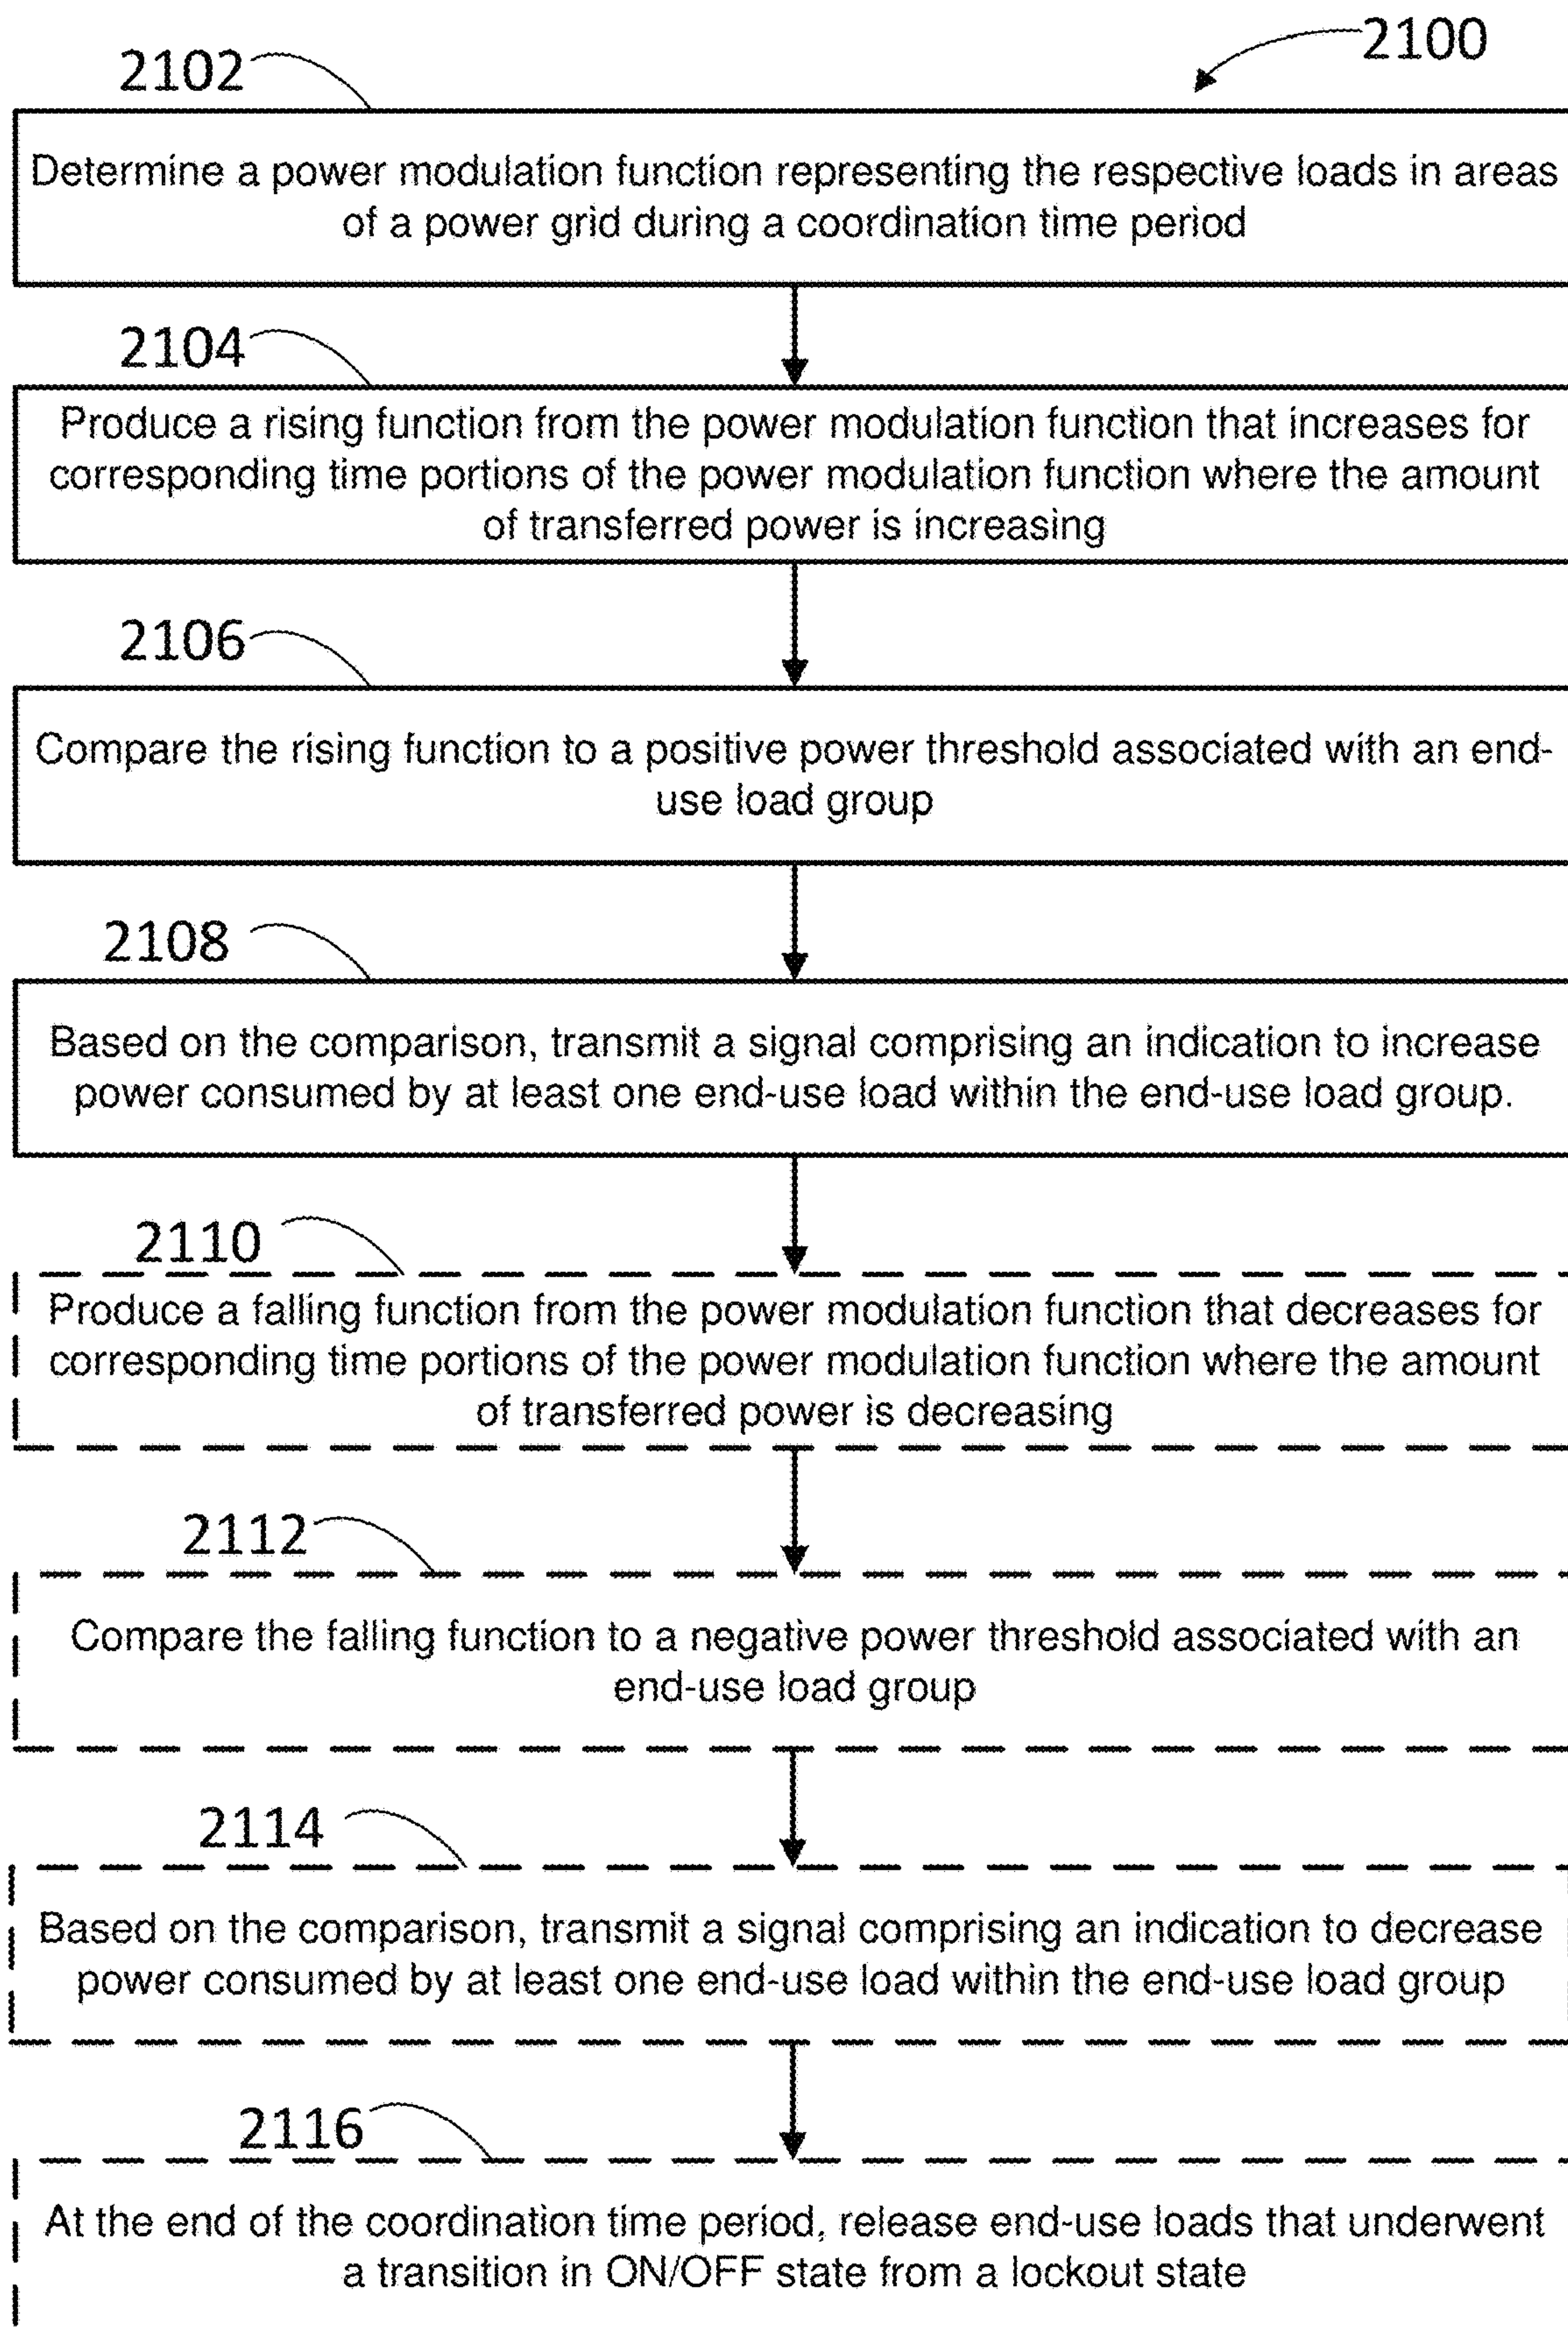 2100
2102
Determine a power modulation function representing the respective loads in areas
of a power grid during a coordination time period
2104
Produce a rising function from the power modulation function that increases for
corresponding time portions of the power modulation function where the amount
of transferred power is increasing
2106
Compare the rising function to a positive power threshold associated with an end-
use load group
2108
Based on the comparison, transmit a signal comprising an indication to increase
power consumed by at least one end-use load within the end-use load group.
2110
Produce a falling function from the power modulation function that decreases for
corresponding time portions of the power modulation function where the amount
of transferred power is decreasing
2112
Compare the falling function to a negative power threshold associated with an
end-use load group
2114
Based on the comparison, transmit a signal comprising an indication to decrease
power consumed by at least one end-use load within the end-use load group
2116
At the end of the coordination time period, release end-use loads that underwent
a transition in ON/OFF state from a lockout state